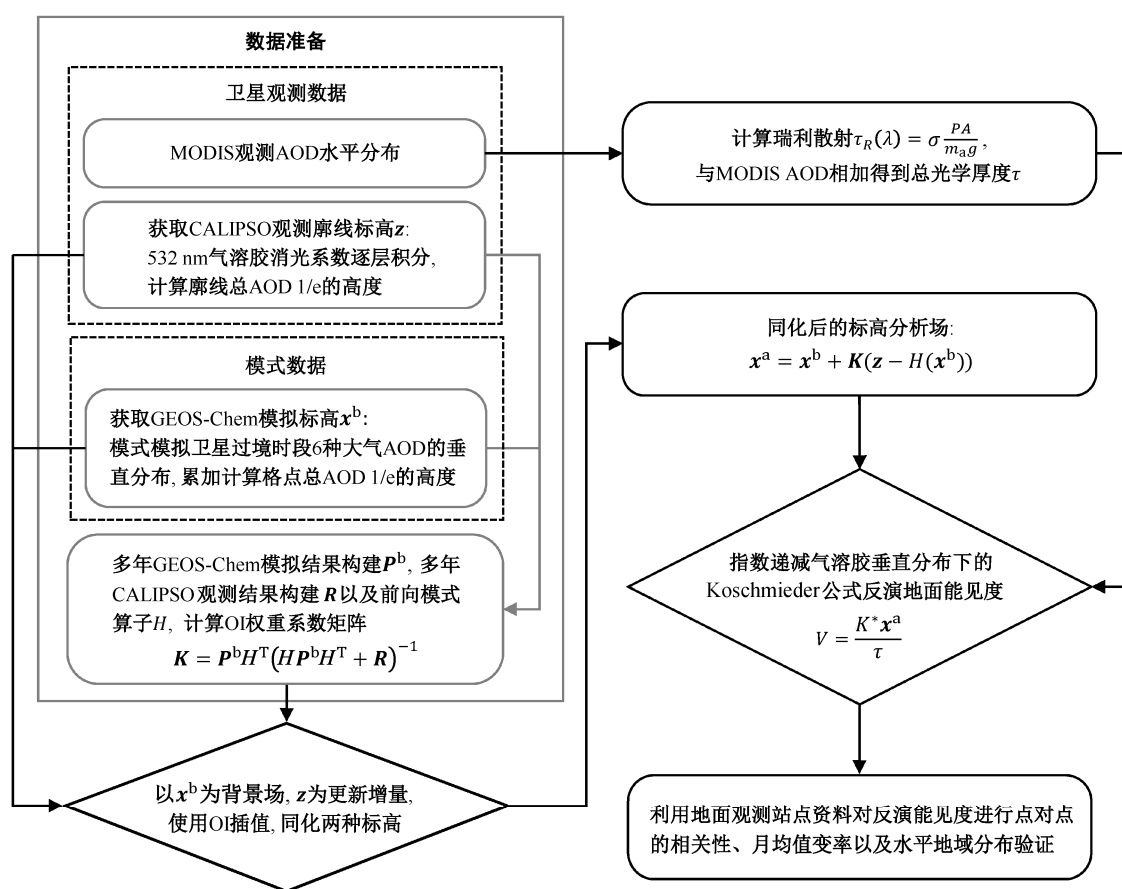 数据准备
卫星观测数据
MODIS观测AOD水平分布
获取CALIPSO观测廓线标高z:
532 nm气溶胶消光系数逐层积分,
计算廓线总AOD 1/e的高度
模式数据
获取GEOS-Chem模拟标高x^b:
模式模拟卫星过境时段6种大气AOD的垂
直分布, 累加计算格点总AOD 1/e的高度
多年GEOS-Chem模拟结果构建P^b, 多年
CALIPSO观测结果构建R以及前向模式
算子H, 计算OI权重系数矩阵
K = P^bH^T(HP^bH^T + R)^−1
以x^b为背景场, z为更新增量,
使用OI插值, 同化两种标高
计算瑞利散射τ_R(λ) = σ PA/(m_a g),
与MODIS AOD相加得到总光学厚度τ
同化后的标高分析场:
x^a = x^b + K(z − H(x^b))
指数递减气溶胶垂直分布下的
Koschmieder公式反演地面能见度
V = K*x^a/τ
利用地面观测站点资料对反演能见度进行点对点
的相关性、月均值变率以及水平地域分布验证